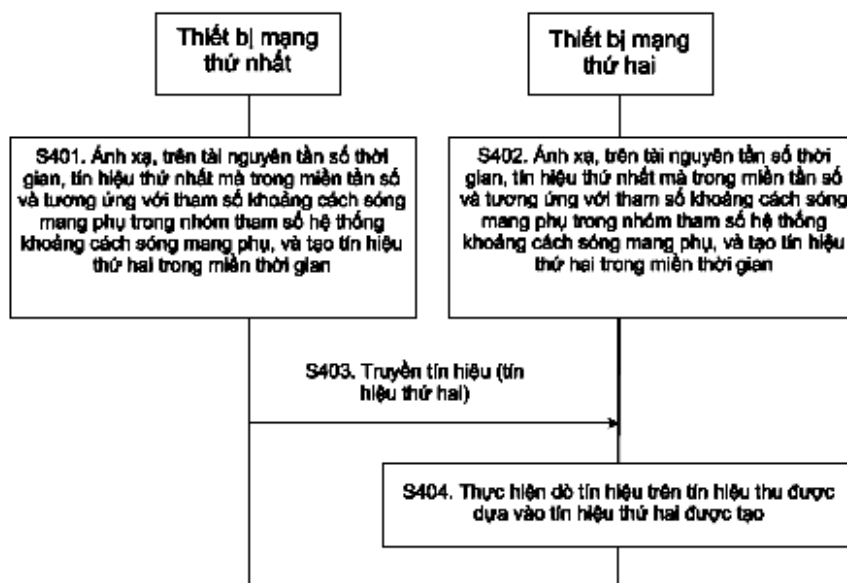 Thiết bị mạng
thứ nhất
Thiết bị mạng
thứ hai
S401. Ánh xạ, trên tài nguyên tần số thời
gian, tín hiệu thứ nhất mà trong miền tần số
và tương ứng với tham số khoảng cách sóng
mang phụ trong nhóm tham số hệ thống
khoảng cách sóng mang phụ, và tạo tín hiệu
thứ hai trong miền thời gian
S402. Ánh xạ, trên tài nguyên tần số thời
gian, tín hiệu thứ nhất mà trong miền tần số
và tương ứng với tham số khoảng cách sóng
mang phụ trong nhóm tham số hệ thống
khoảng cách sóng mang phụ, và tạo tín hiệu
thứ hai trong miền thời gian
S403. Truyền tín hiệu (tín
hiệu thứ hai)
S404. Thực hiện dò tín hiệu trên tín hiệu thu được
dựa vào tín hiệu thứ hai được tạo